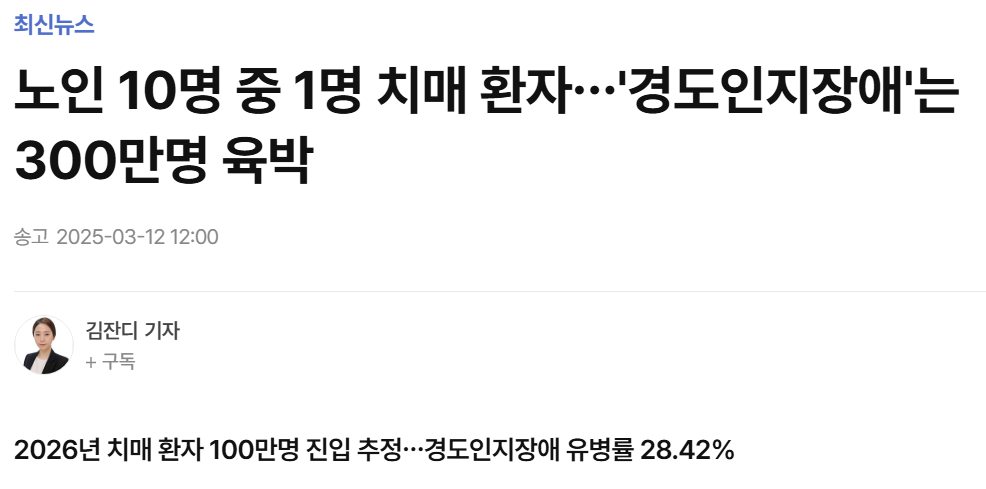 최신뉴스
노인 10명 중 1명 치매 환자…'경도인지장애'는
300만명 육박
송고 2025-03-12 12:00
김잔디 기자
+ 구독
2026년 치매 환자 100만명 진입 추정…경도인지장애 유병률 28.42%